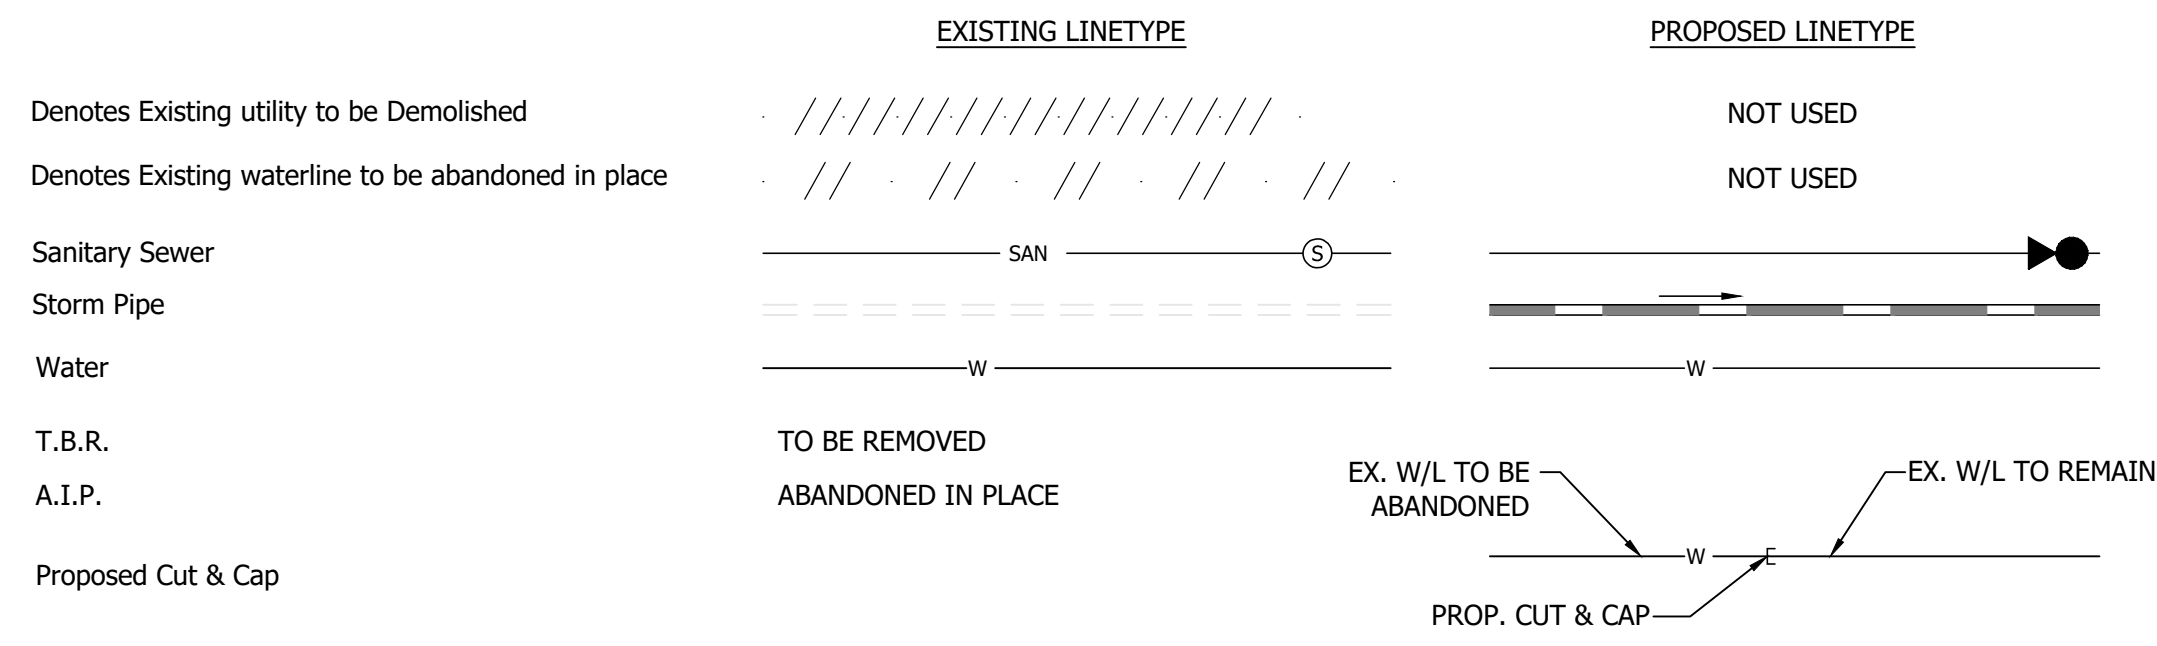 EXISTING LINETYPE PROPOSED LINETYPE
Denotes Existing utility to be Demolished NOT USED
Denotes Existing waterline to be abandoned in place NOT USED
Sanitary Sewer SAN S
Storm Pipe
Water W W
T.B.R. TO BE REMOVED
A.I.P. ABANDONED IN PLACE
EX. W/L TO BE
ABANDONED
EX. W/L TO REMAIN
Proposed Cut & Cap
W E
PROP. CUT & CAP